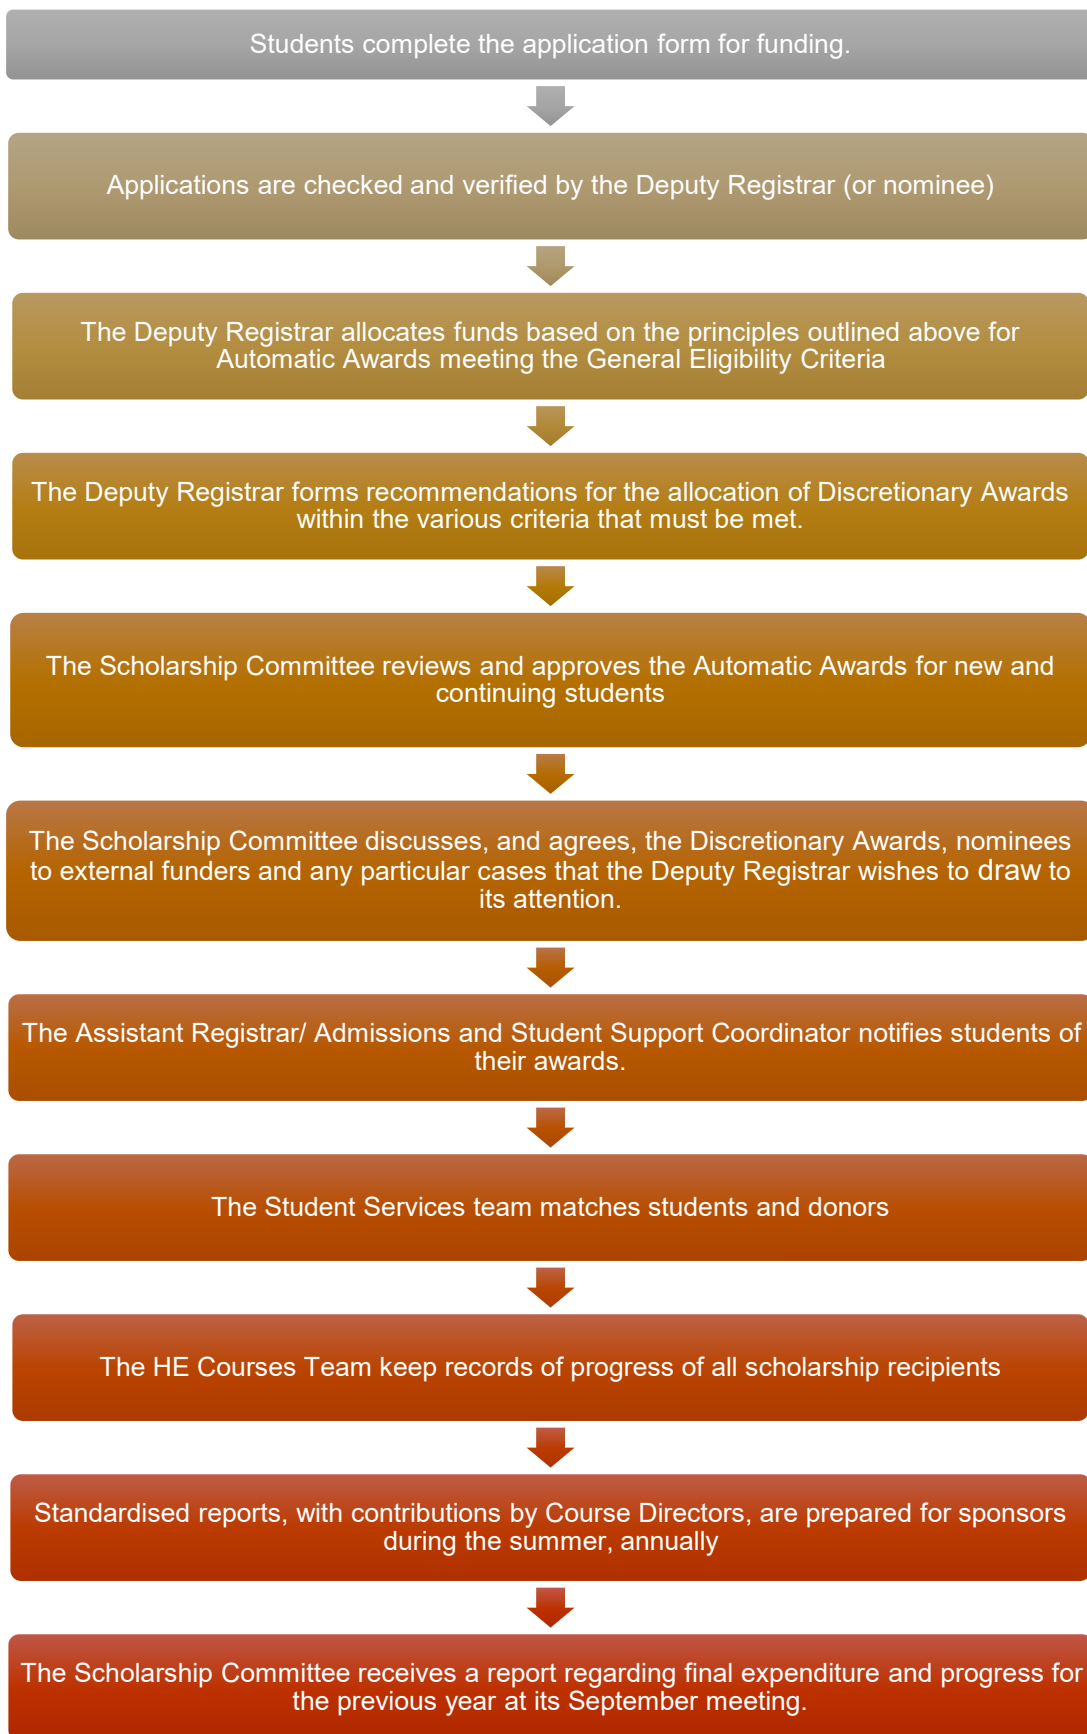 Students complete the application form for funding.
Applications are checked and verified by the Deputy Registrar (or nominee)
The Deputy Registrar allocates funds based on the principles outlined above for
Automatic Awards meeting the General Eligibility Criteria
The Deputy Registrar forms recommendations for the allocation of Discretionary Awards
within the various criteria that must be met.
The Scholarship Committee reviews and approves the Automatic Awards for new and
continuing students
The Scholarship Committee discusses, and agrees, the Discretionary Awards, nominees
to external funders and any particular cases that the Deputy Registrar wishes to draw to
its attention.
The Assistant Registrar/ Admissions and Student Support Coordinator notifies students of
their awards.
The Student Services team matches students and donors
The HE Courses Team keep records of progress of all scholarship recipients
Standardised reports, with contributions by Course Directors, are prepared for sponsors
during the summer, annually
The Scholarship Committee receives a report regarding final expenditure and progress for
the previous year at its September meeting.